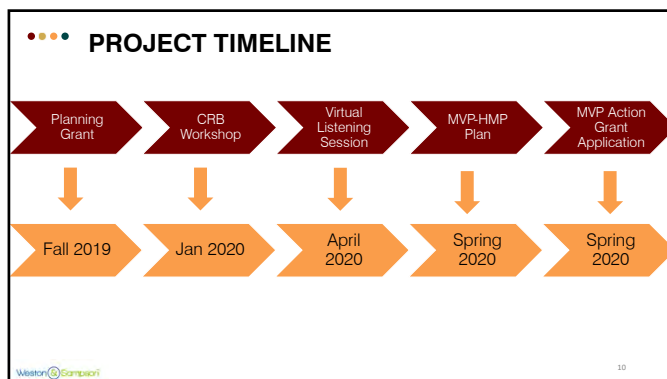 PROJECT TIMELINE
Planning
Grant
CRB
Workshop
Virtual
Listening
Session
MVP-HMP
Plan
MVP Action
Grant
Application
Fall 2019
Jan 2020
April
2020
Spring
2020
Spring
2020
Weston & Sampson
10